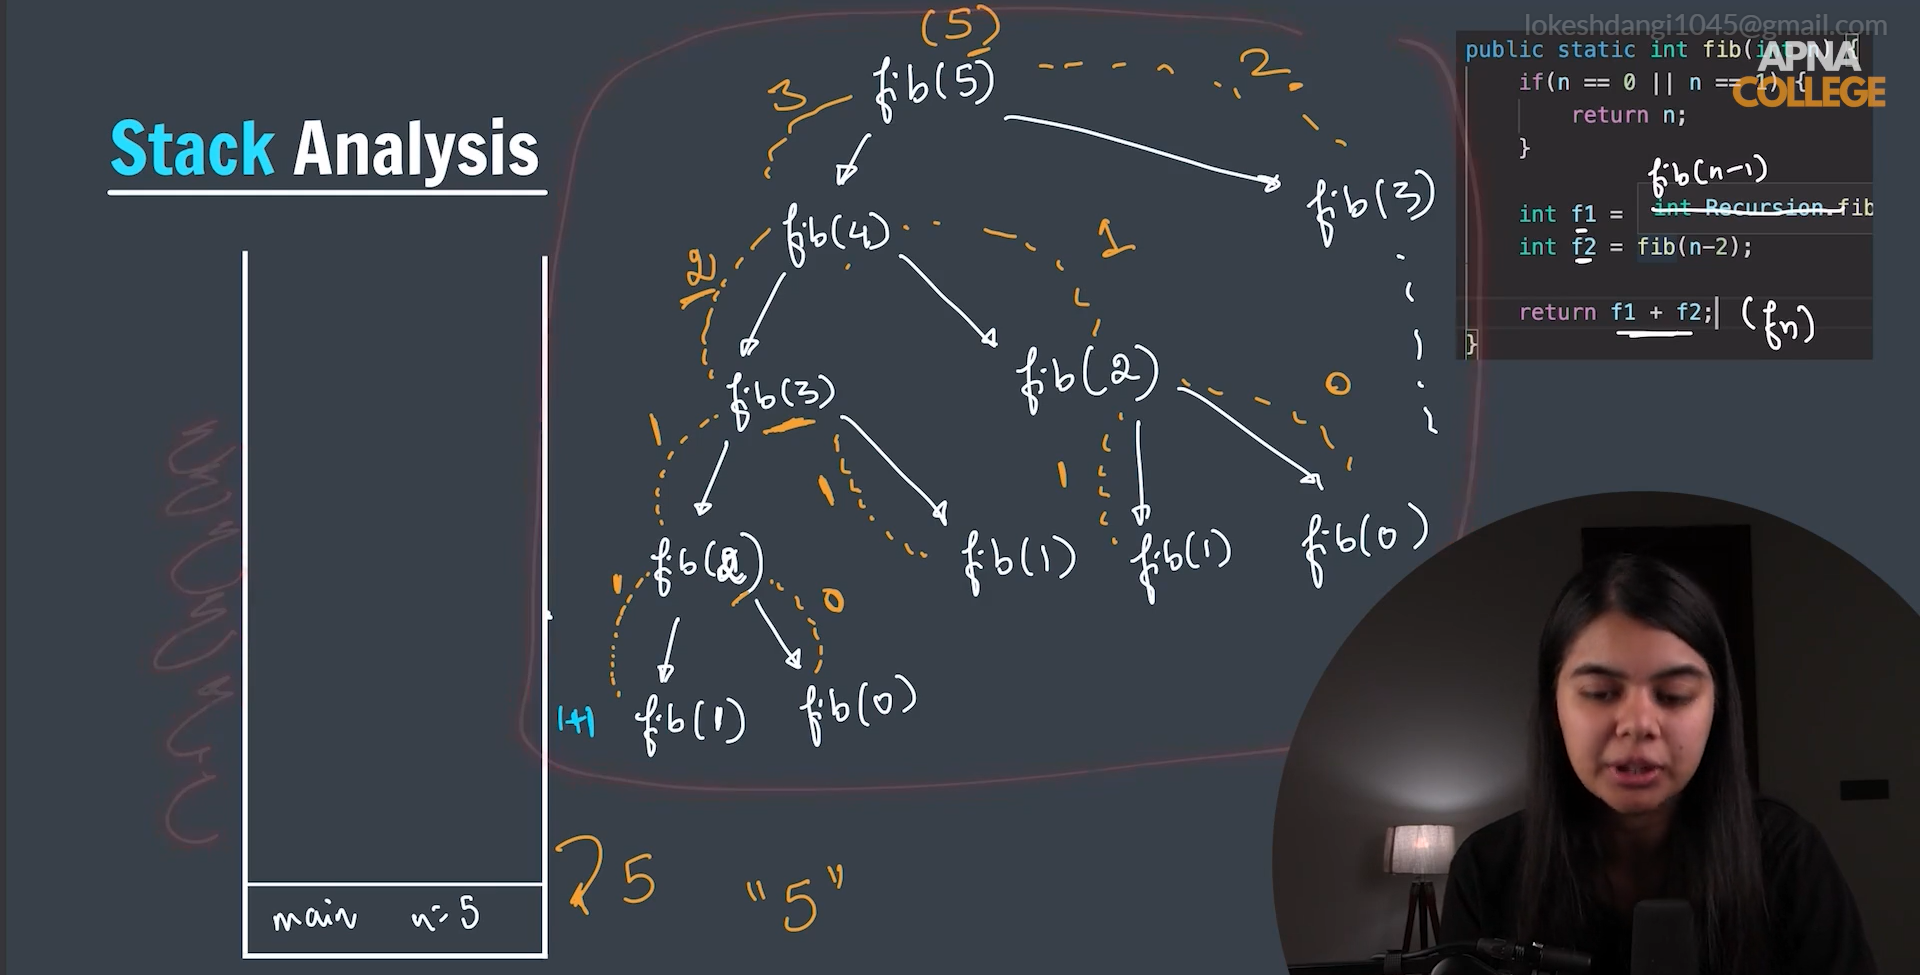 lokeshdangi1045@gmail.com
APNA
COLLEGE
Stack Analysis
(5)
fib(5)
3
2
fib(4)
fib(3)
2
1
fib(3)
fib(2)
1
1
1
0
fib(2)
fib(1)
fib(1)
fib(0)
1
0
1+1
fib(1)
fib(0)
main n=5
5
"5"
public static int fib(int n) {
if(n == 0 || n == 1) {
return n;
}
fib(n-1)
int f1 = int Recursion.fib
int f2 = fib(n-2);
return f1 + f2; (fn)
}